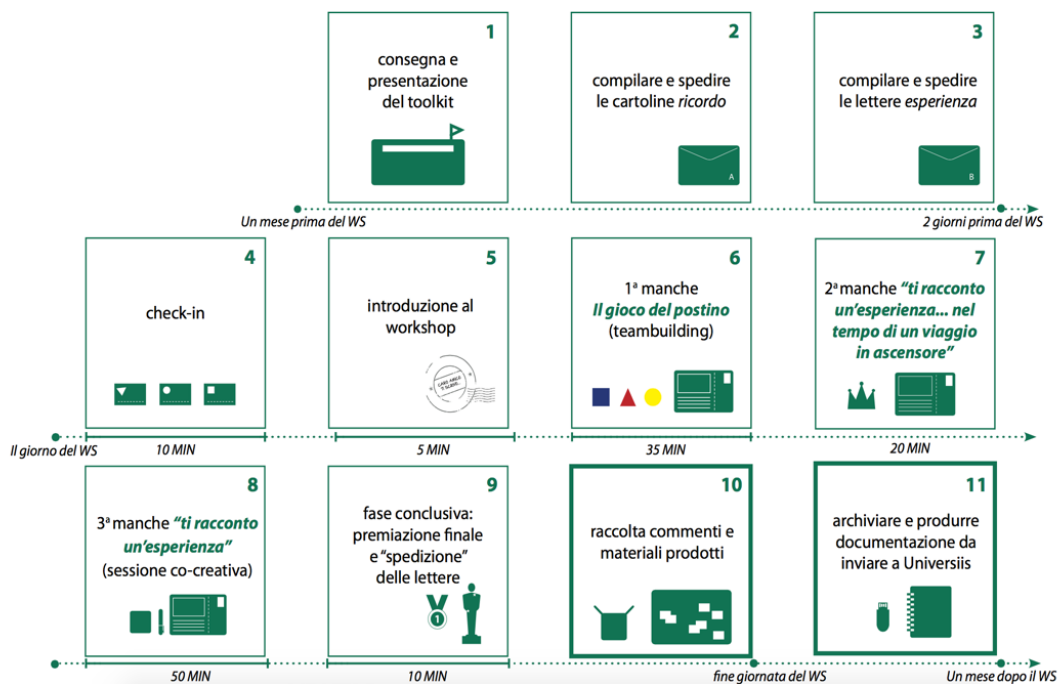 1
consegna e
presentazione
del toolkit
2
compilare e spedire
le cartoline ricordo
A
3
compilare e spedire
le lettere esperienza
B
Un mese prima del WS
2 giorni prima del WS
4
check-in
5
introduzione al
workshop
6
1ª manche
Il gioco del postino
(teambuilding)
7
2ª manche “ti racconto
un’esperienza... nel
tempo di un viaggio
in ascensore”
Il giorno del WS
10 MIN
5 MIN
35 MIN
20 MIN
8
3ª manche “ti racconto
un’esperienza”
(sessione co-creativa)
9
fase conclusiva:
premiazione finale
e “spedizione”
delle lettere
1
10
raccolta commenti e
materiali prodotti
11
archiviare e produrre
documentazione da
inviare a Universiis
50 MIN
10 MIN
fine giornata del WS
Un mese dopo il WS